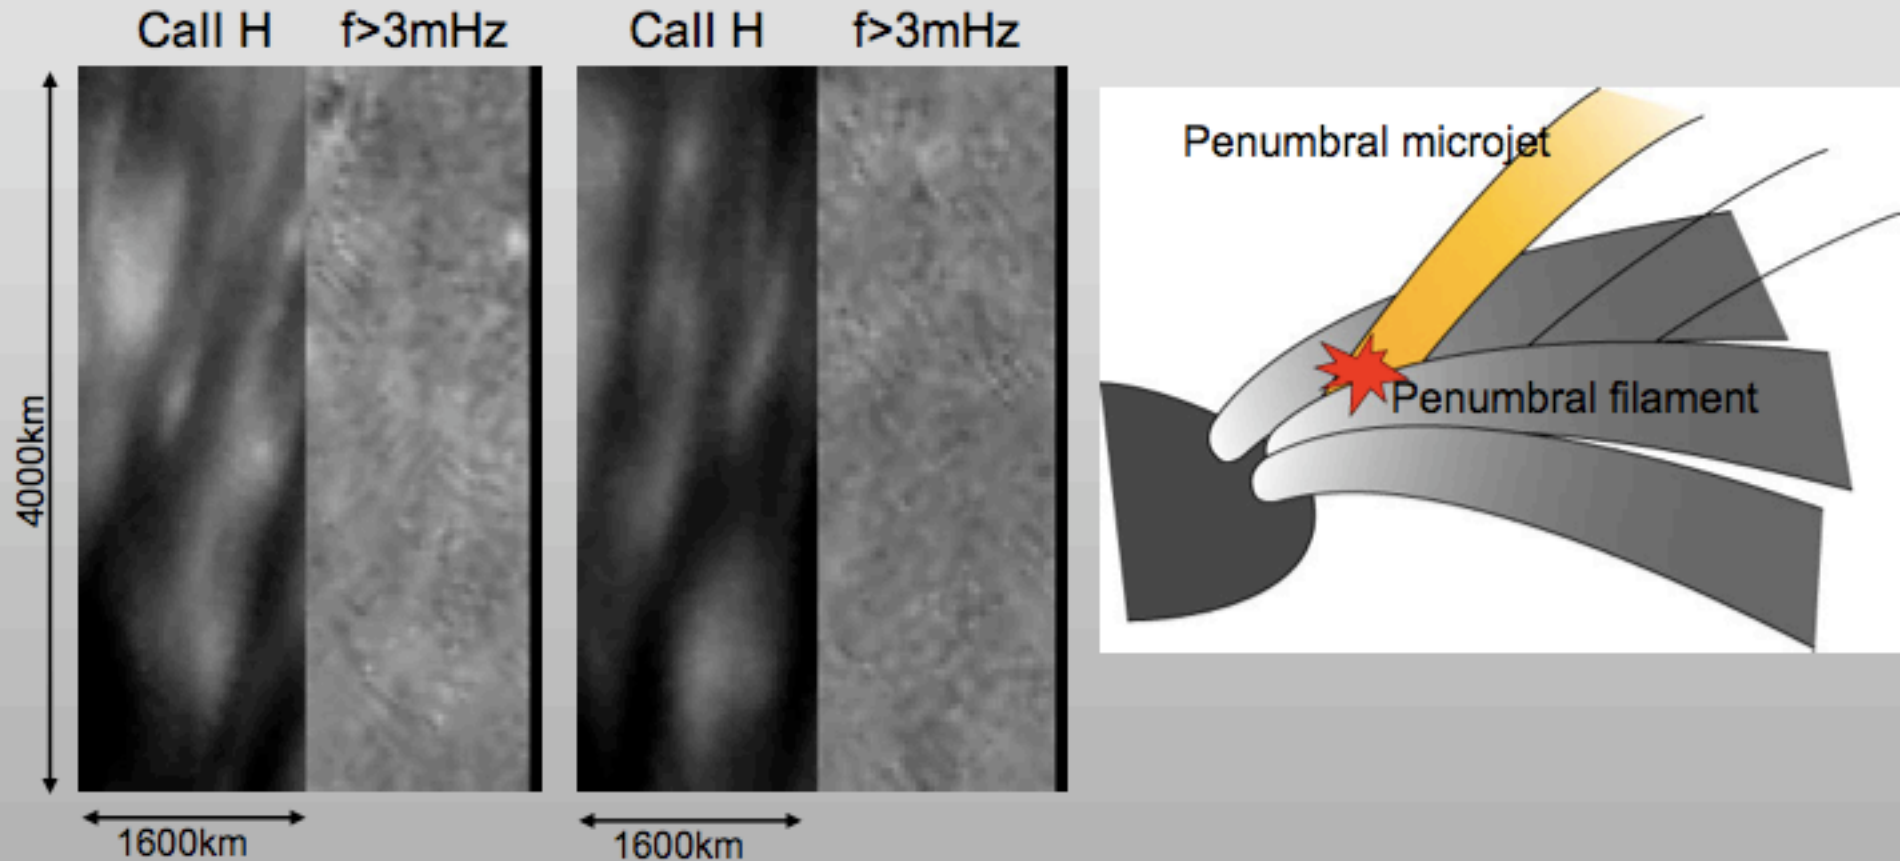 CaII H
f>3mHz
CaII H
f>3mHz
4000km
1600km
1600km
Penumbral microjet
Penumbral filament